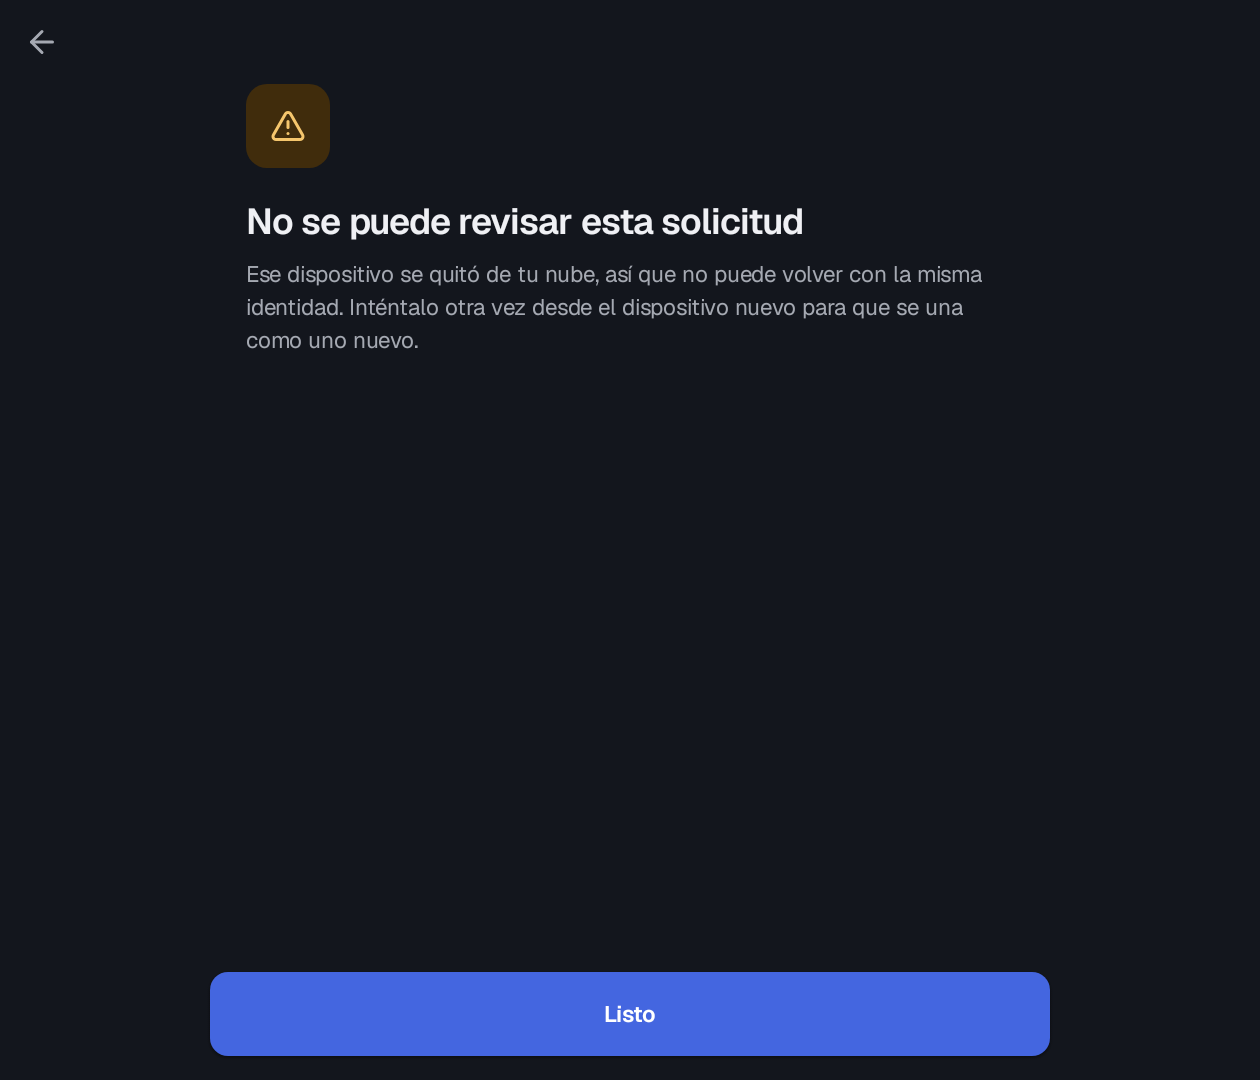 No se puede revisar esta solicitud
Ese dispositivo se quitó de tu nube, así que no puede volver con la misma
identidad. Inténtalo otra vez desde el dispositivo nuevo para que se una
como uno nuevo.
Listo